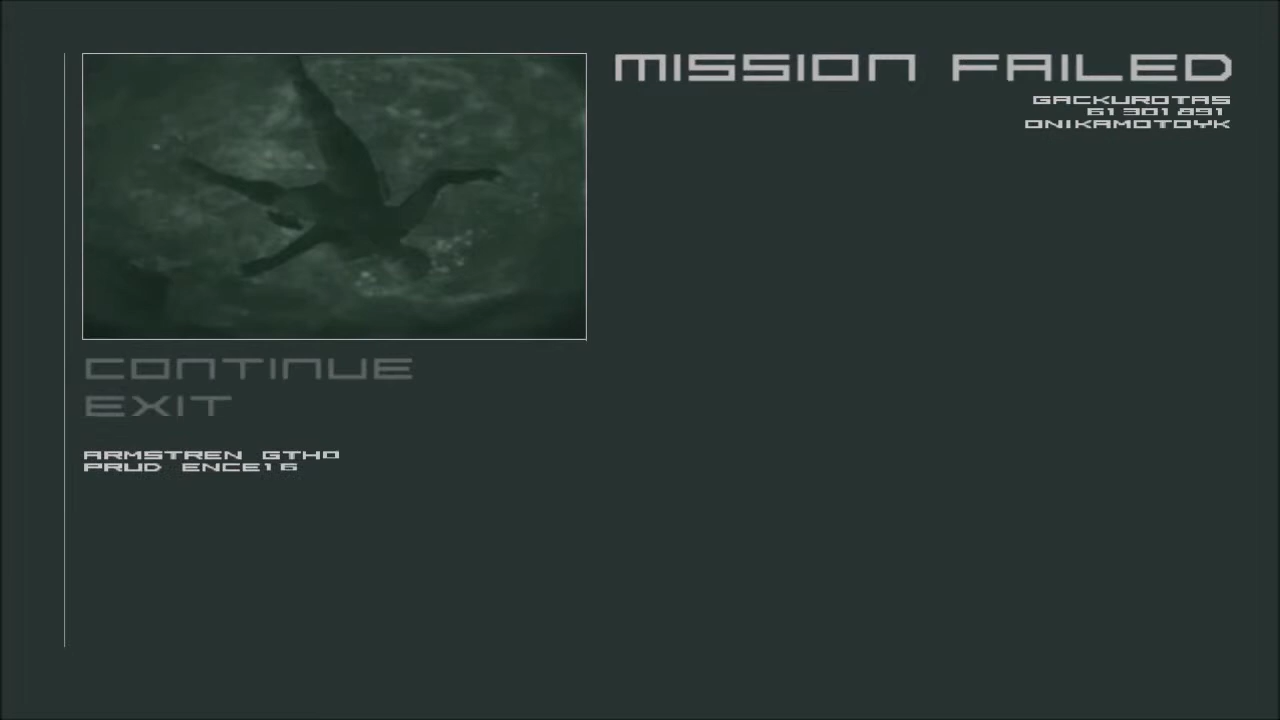 MISSION FAILED
GACKUROTAS
61 301 891
ONIKAMOTOYK
CONTINUE
EXIT
ARMSTREN GTHO
PRUD ENCE16